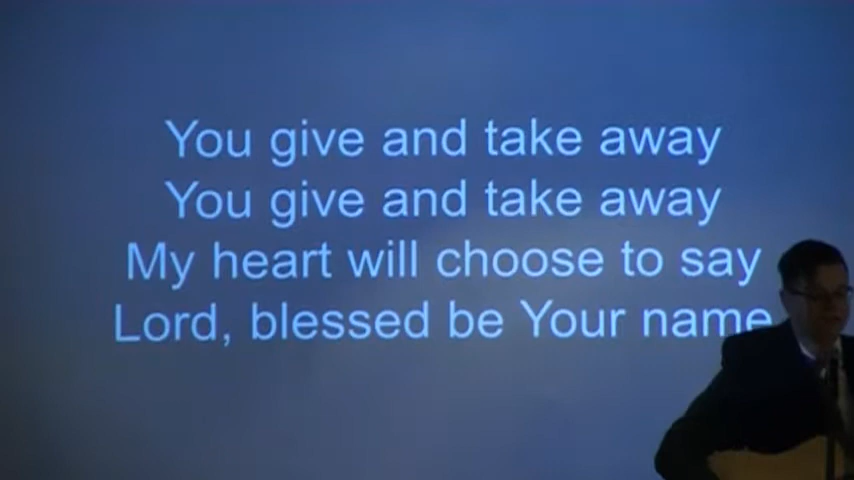 You give and take away
You give and take away
My heart will choose to say
Lord, blessed be Your name